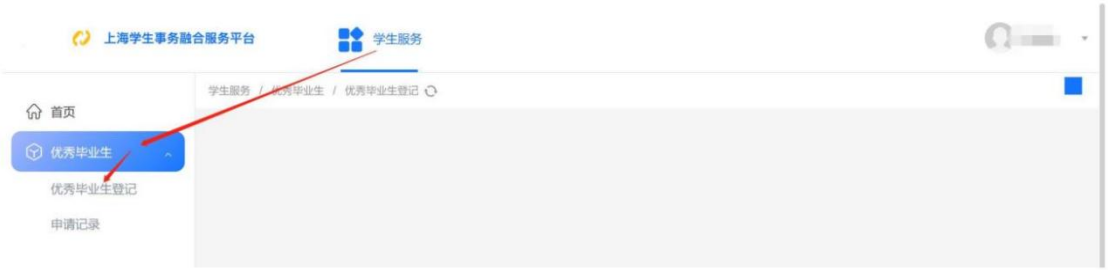 上海学生事务融合服务平台 学生服务
学生服务 / 优秀毕业生 / 优秀毕业生登记
首页
优秀毕业生
优秀毕业生登记
申请记录